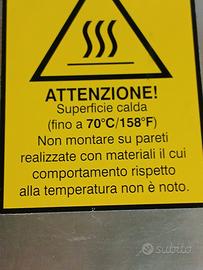 ATTENZIONE!
Superficie calda
(fino a 70°C/158°F)
Non montare su pareti
realizzate con materiali il cui
comportamento rispetto
alla temperatura non è noto.
subito